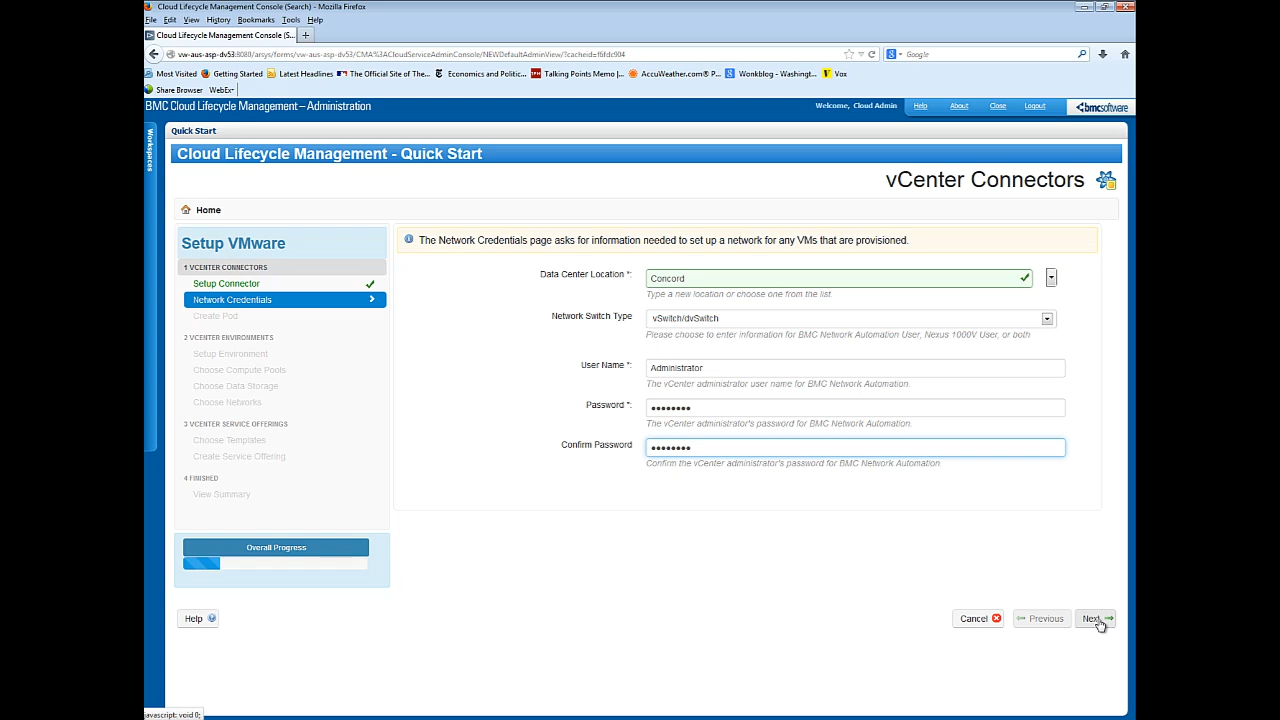 Cloud Lifecycle Management Console (Search) - Mozilla Firefox
File Edit View History Bookmarks Tools Help
Cloud Lifecycle Management Console (S... +
vw-aus-asp-dv53:8080/arsys/forms/vw-aus-asp-dv53/CMA%3ACloudServiceAdminConsole/NEWDefaultAdminView/?cacheid=f6fdc904 Google
Most Visited Getting Started Latest Headlines The Official Site of The... Economics and Politic... TPM Talking Points Memo |... AccuWeather.com® P... Wonkblog - Washingt... Vox
Share Browser WebEx
BMC Cloud Lifecycle Management—Administration Welcome, Cloud Admin Help About Close Logout bmcsoftware
Workspaces
Quick Start
Cloud Lifecycle Management - Quick Start
vCenter Connectors
Home
Setup VMware
1 VCENTER CONNECTORS
Setup Connector
Network Credentials
Create Pod
2 VCENTER ENVIRONMENTS
Setup Environment
Choose Compute Pools
Choose Data Storage
Choose Networks
3 VCENTER SERVICE OFFERINGS
Choose Templates
Create Service Offering
4 FINISHED
View Summary
Overall Progress
The Network Credentials page asks for information needed to set up a network for any VMs that are provisioned.
Data Center Location *: Concord
Type a new location or choose one from the list.
Network Switch Type vSwitch/dvSwitch
Please choose to enter information for BMC Network Automation User, Nexus 1000V User, or both
User Name *: Administrator
The vCenter administrator user name for BMC Network Automation.
Password *: ••••••••
The vCenter administrator's password for BMC Network Automation.
Confirm Password ••••••••
Confirm the vCenter administrator's password for BMC Network Automation.
Help Cancel Previous Next
javascript: void 0;